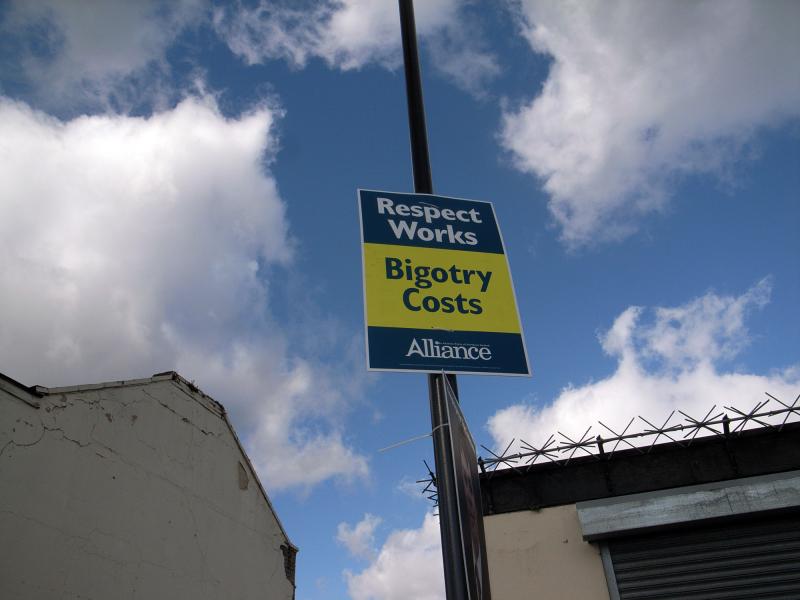 Respect
Works
Bigotry
Costs
Alliance